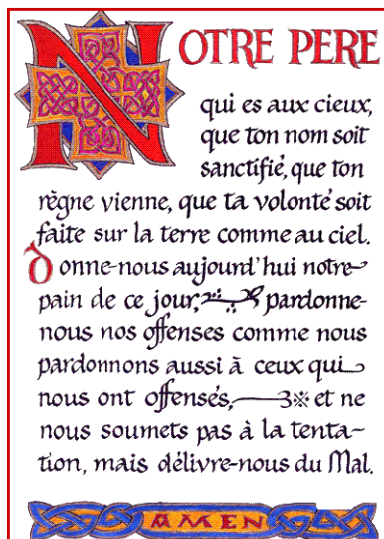 NOTRE PERE
qui es aux cieux,
que ton nom soit
sanctifié, que ton
règne vienne, que ta volonté soit
faite sur la terre comme au ciel.
Donne-nous aujourd'hui notre
pain de ce jour, pardonne-
nous nos offenses comme nous
pardonnons aussi à ceux qui
nous ont offensés, et ne
nous soumets pas à la tenta-
tion, mais délivre-nous du Mal.
AMEN